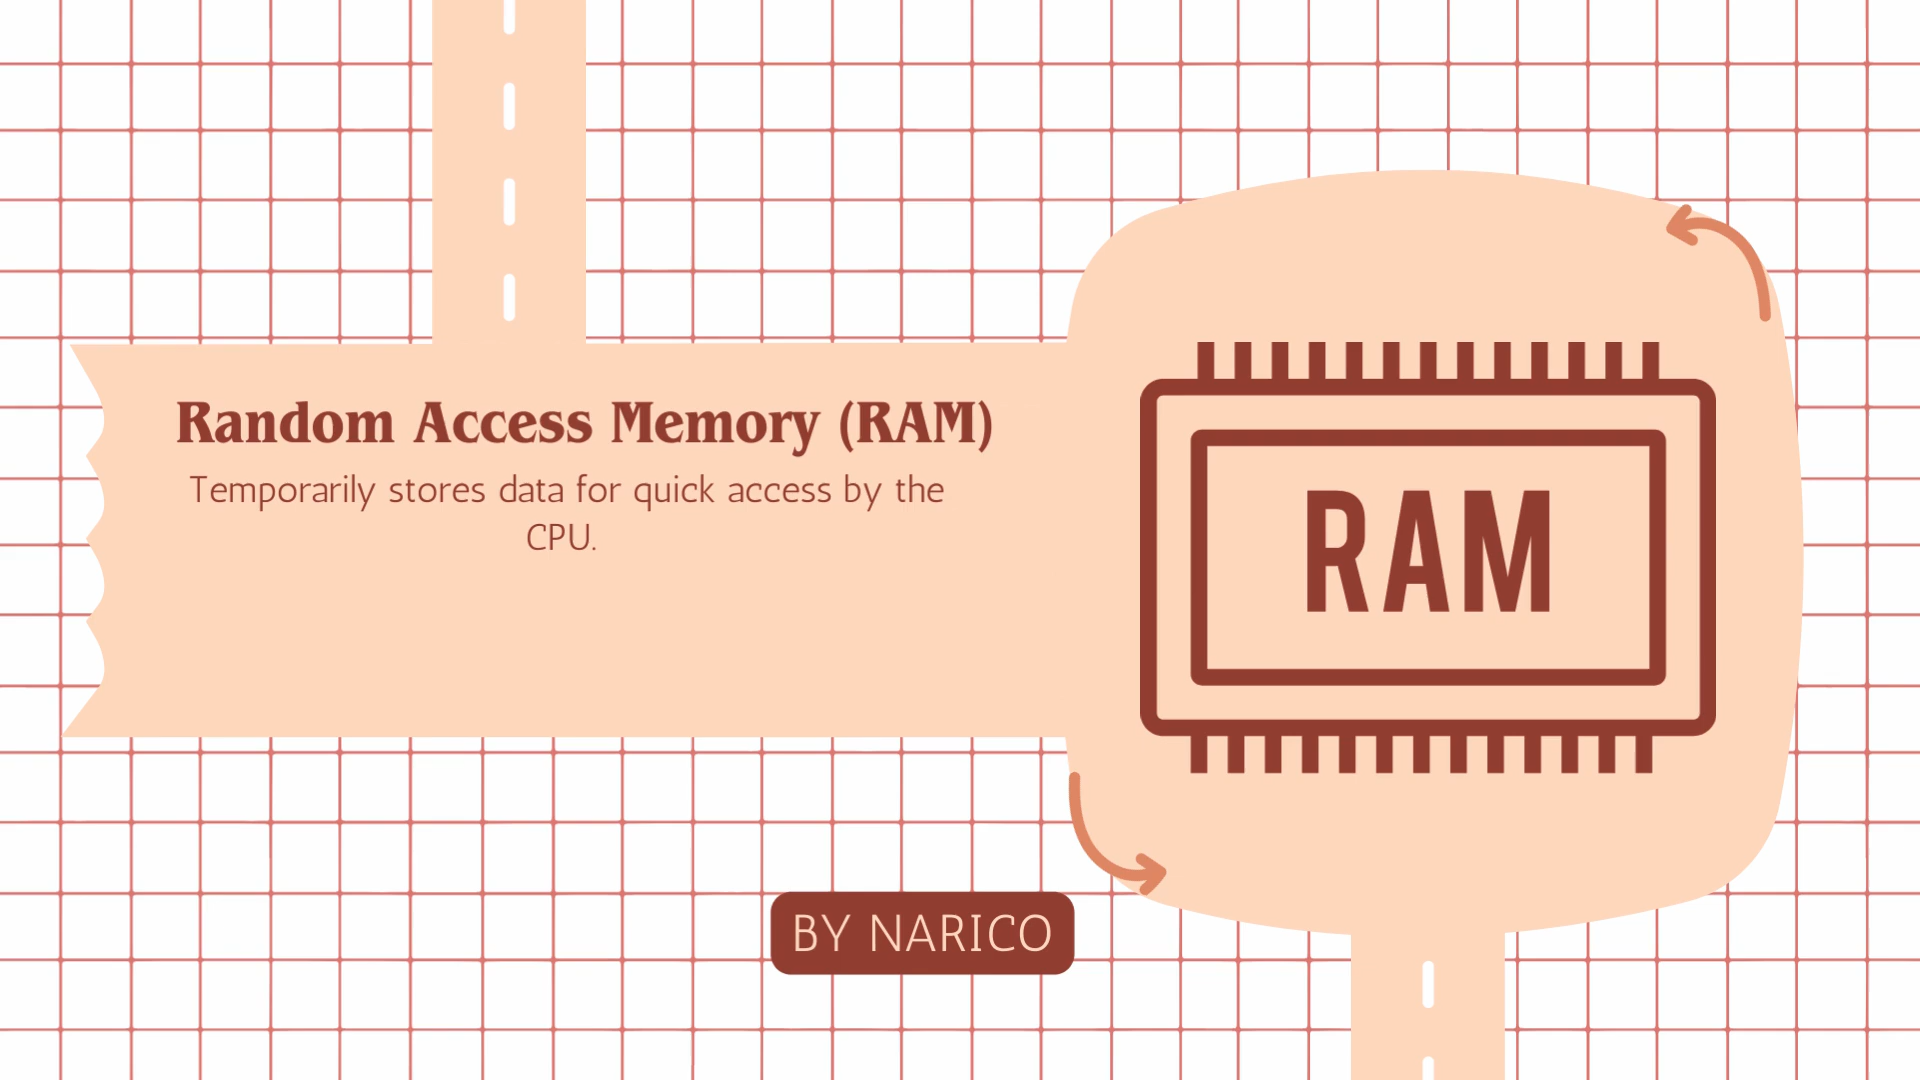 Random Access Memory (RAM)
Temporarily stores data for quick access by the
CPU.
RAM
BY NARICO